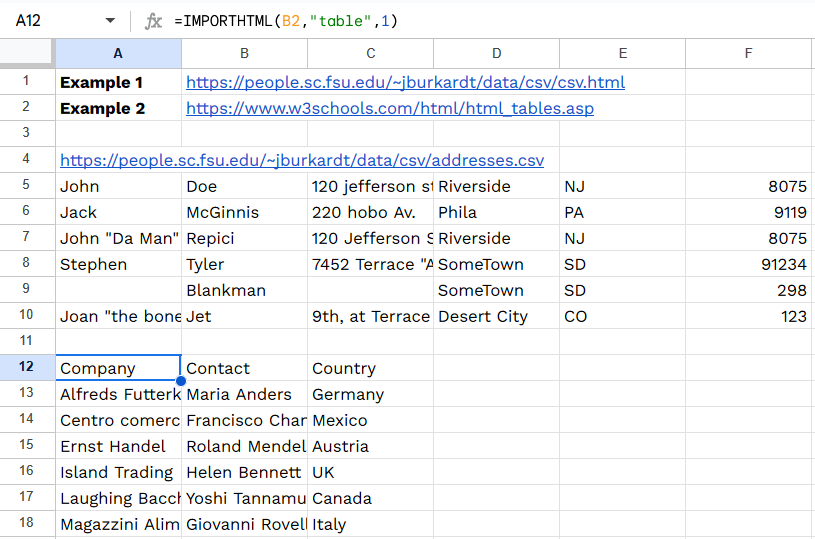 A12 fx =IMPORTHTML(B2,"table",1)
A B C D E F
1 Example 1 https://people.sc.fsu.edu/~jburkardt/data/csv/csv.html
2 Example 2 https://www.w3schools.com/html/html_tables.asp
3
4 https://people.sc.fsu.edu/~jburkardt/data/csv/addresses.csv
5 John Doe 120 jefferson st Riverside NJ 8075
6 Jack McGinnis 220 hobo Av. Phila PA 9119
7 John "Da Man" Repici 120 Jefferson S Riverside NJ 8075
8 Stephen Tyler 7452 Terrace "A SomeTown SD 91234
9 Blankman SomeTown SD 298
10 Joan "the bone Jet 9th, at Terrace Desert City CO 123
11
12 Company Contact Country
13 Alfreds Futterk Maria Anders Germany
14 Centro comerc Francisco Char Mexico
15 Ernst Handel Roland Mendel Austria
16 Island Trading Helen Bennett UK
17 Laughing Bacch Yoshi Tannamu Canada
18 Magazzini Alim Giovanni Rovell Italy